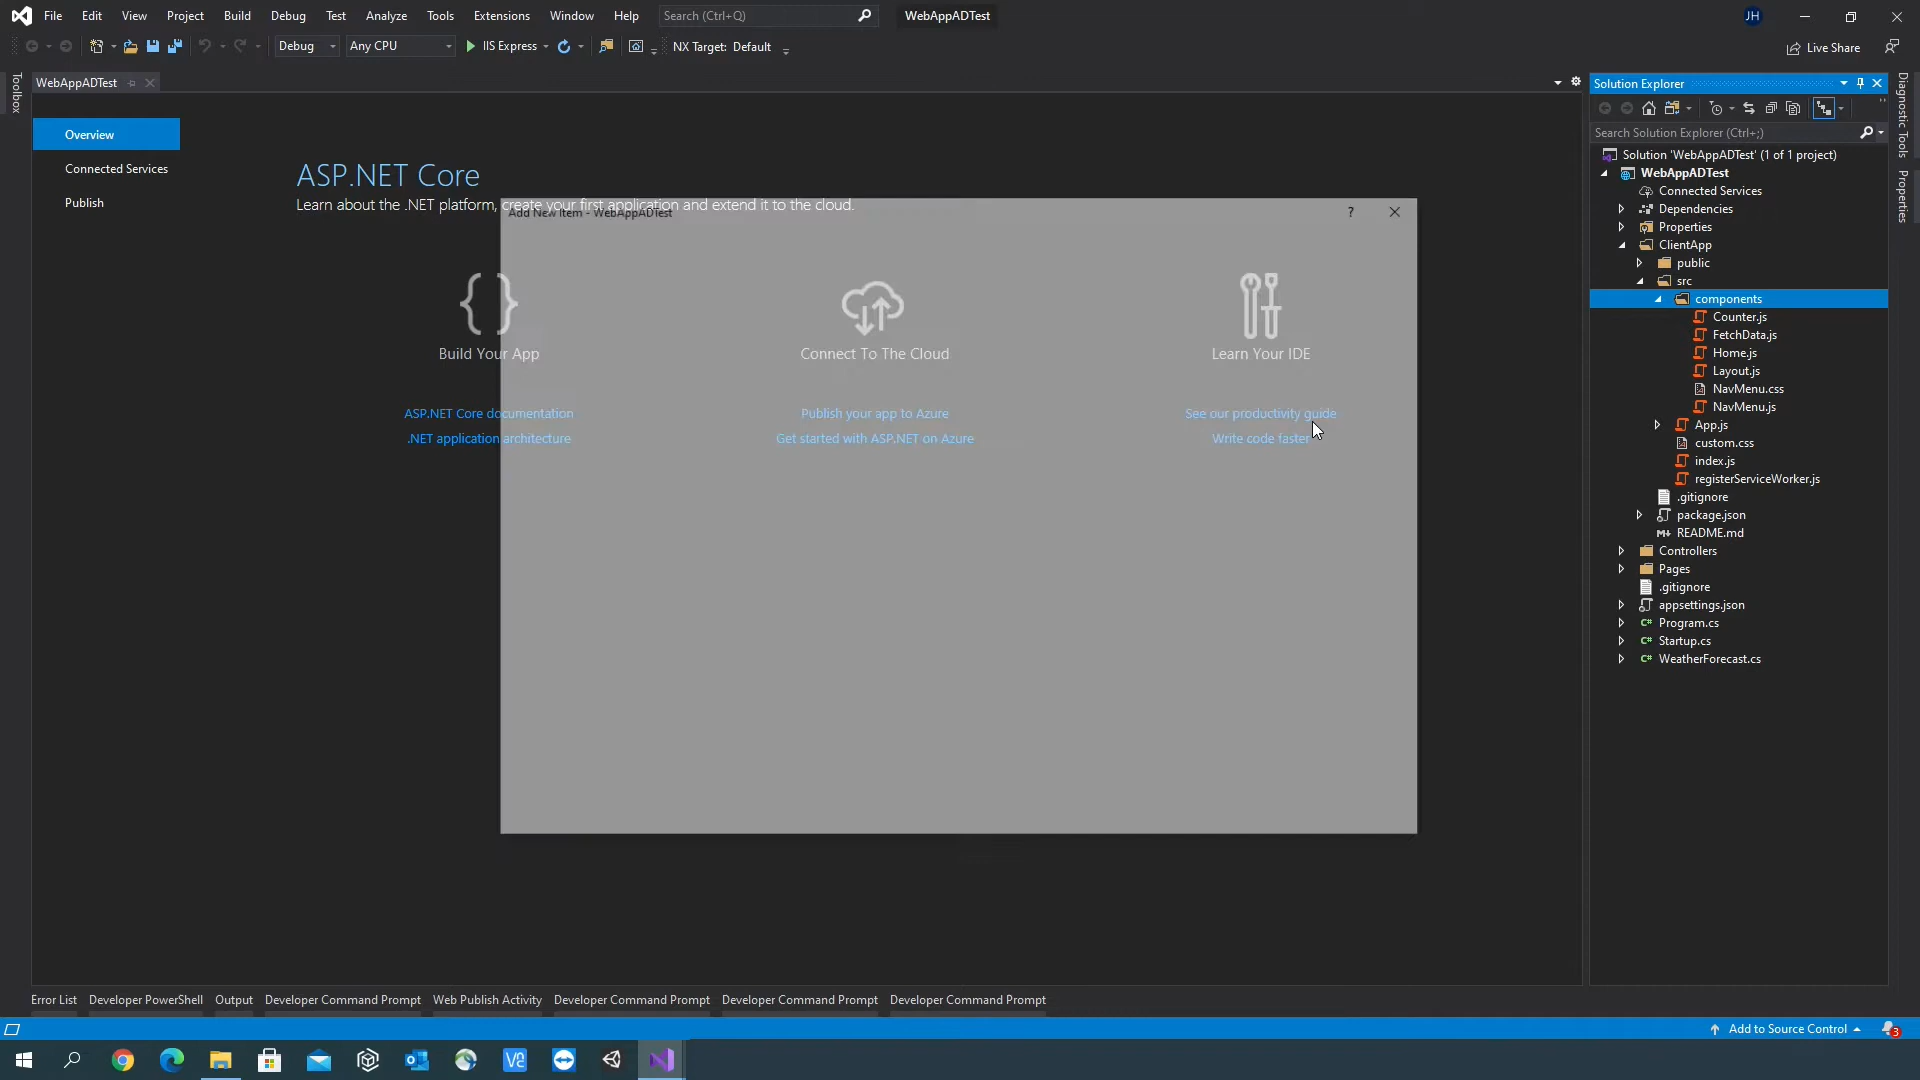 File Edit View Project Build Debug Test Analyze Tools Extensions Window Help Search (Ctrl+Q) WebAppADTest JH
Debug Any CPU IIS Express NX Target: Default Live Share
Toolbox
WebAppADTest
Overview
Connected Services
Publish
ASP.NET Core
Learn about the .NET platform, create your first application and extend it to the cloud.
Add New Item - WebAppADTest ?
Build Your App
Connect To The Cloud
Learn Your IDE
ASP.NET Core documentation
.NET application architecture
Publish your app to Azure
Get started with ASP.NET on Azure
See our productivity guide
Write code faster
Solution Explorer
Search Solution Explorer (Ctrl+;)
Solution 'WebAppADTest' (1 of 1 project)
WebAppADTest
Connected Services
Dependencies
Properties
ClientApp
public
src
components
Counter.js
FetchData.js
Home.js
Layout.js
NavMenu.css
NavMenu.js
App.js
custom.css
index.js
registerServiceWorker.js
.gitignore
package.json
README.md
Controllers
Pages
.gitignore
appsettings.json
C# Program.cs
C# Startup.cs
C# WeatherForecast.cs
Diagnostic Tools
Properties
Error List Developer PowerShell Output Developer Command Prompt Web Publish Activity Developer Command Prompt Developer Command Prompt Developer Command Prompt
Add to Source Control 3